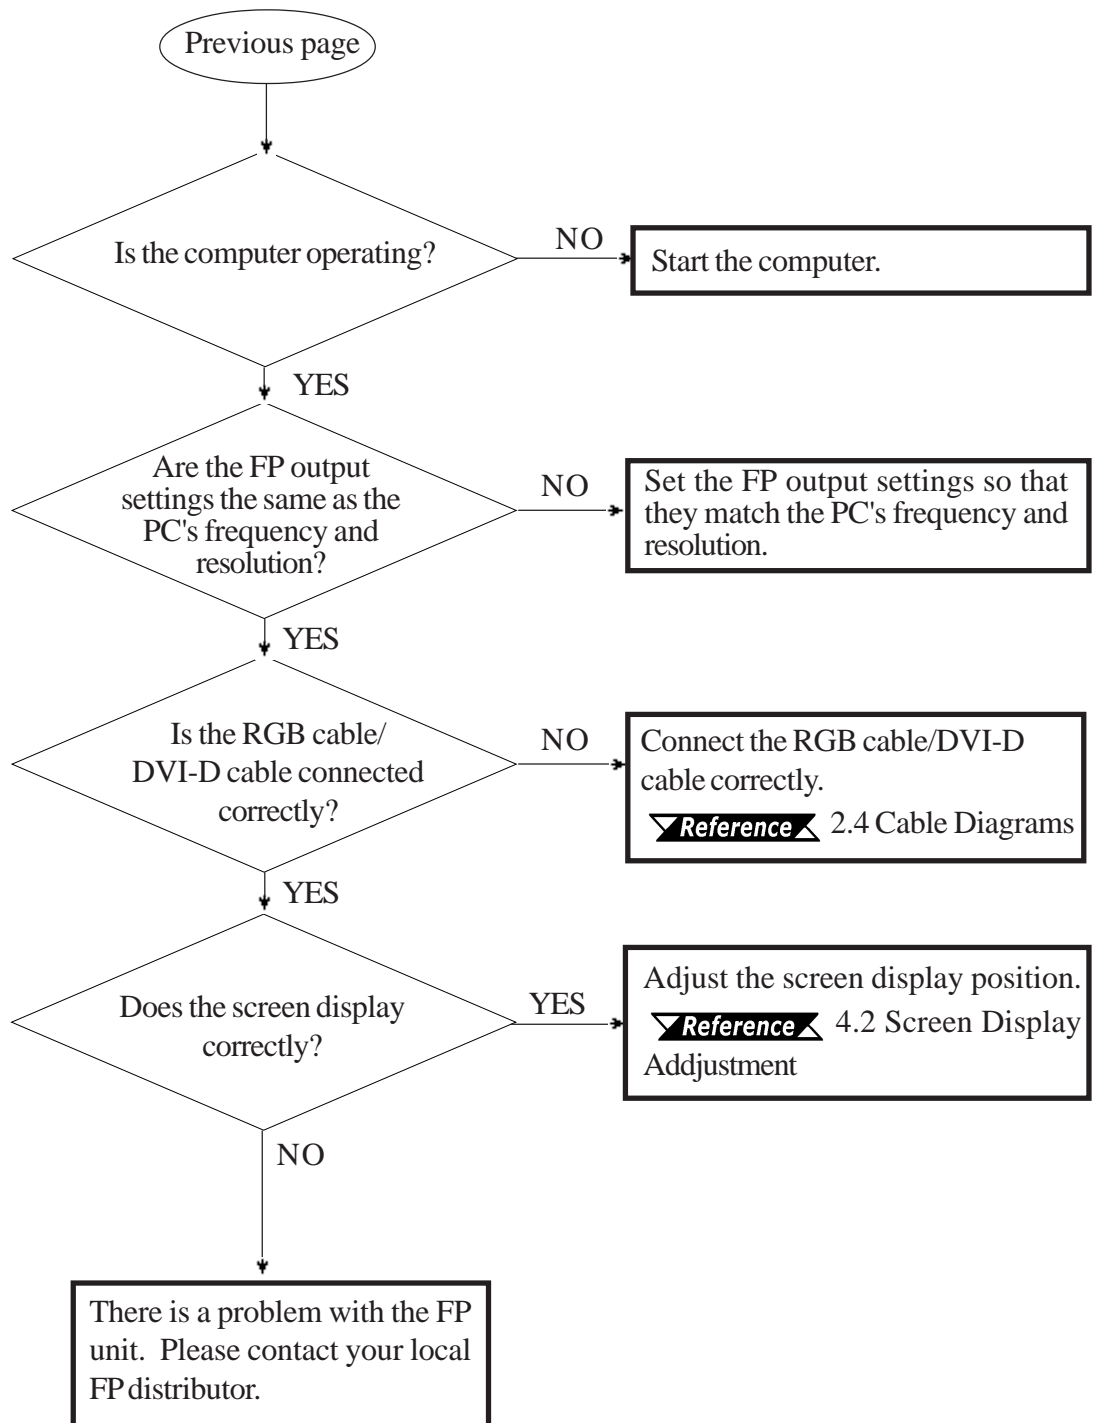 Previous page
Is the computer operating?
NO
Start the computer.
YES
Are the FP output
settings the same as the
PC's frequency and
resolution?
NO
Set the FP output settings so that
they match the PC's frequency and
resolution.
YES
Is the RGB cable/
DVI-D cable connected
correctly?
NO
Connect the RGB cable/DVI-D
cable correctly.
Reference 2.4 Cable Diagrams
YES
Does the screen display
correctly?
YES
Adjust the screen display position.
Reference 4.2 Screen Display
Addjustment
NO
There is a problem with the FP
unit. Please contact your local
FP distributor.